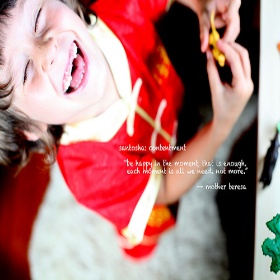 santosha: contentment
"be happy in the moment, that is enough,
each moment is all we need, not more."
— mother teresa